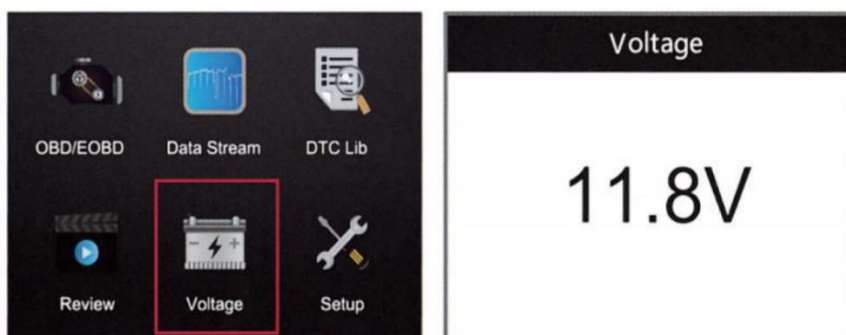 OBD/EOBD Data Stream DTC Lib
Review Voltage Setup
Voltage
11.8V